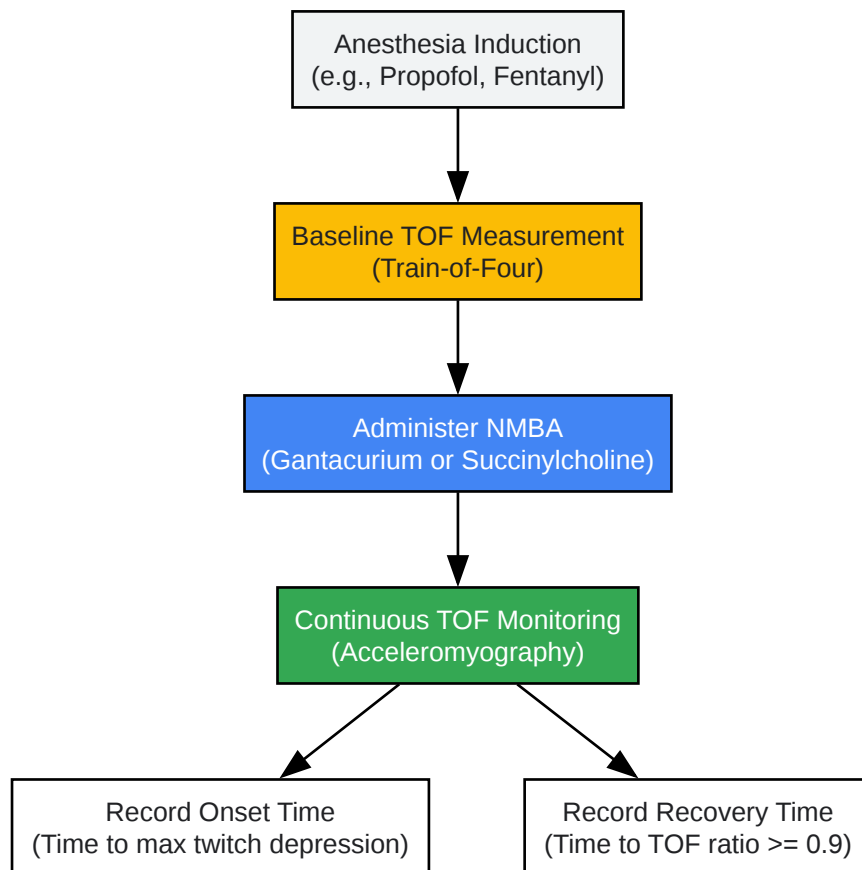 Anesthesia Induction
(e.g., Propofol, Fentanyl)
Baseline TOF Measurement
(Train-of-Four)
Administer NMBA
(Gantacurium or Succinylcholine)
Continuous TOF Monitoring
(Acceleromyography)
Record Onset Time
(Time to max twitch depression)
Record Recovery Time
(Time to TOF ratio >= 0.9)